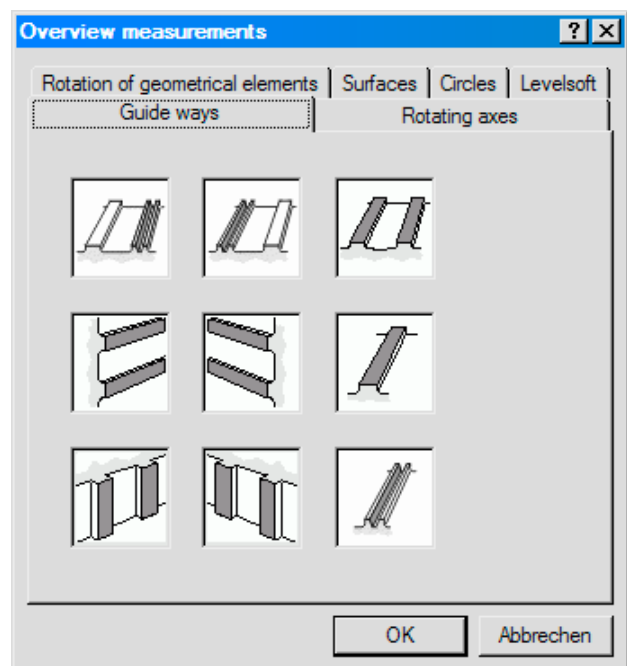 Overview measurements
Rotation of geometrical elements Surfaces Circles Levelsoft
Guide ways Rotating axes
OK Abbrechen